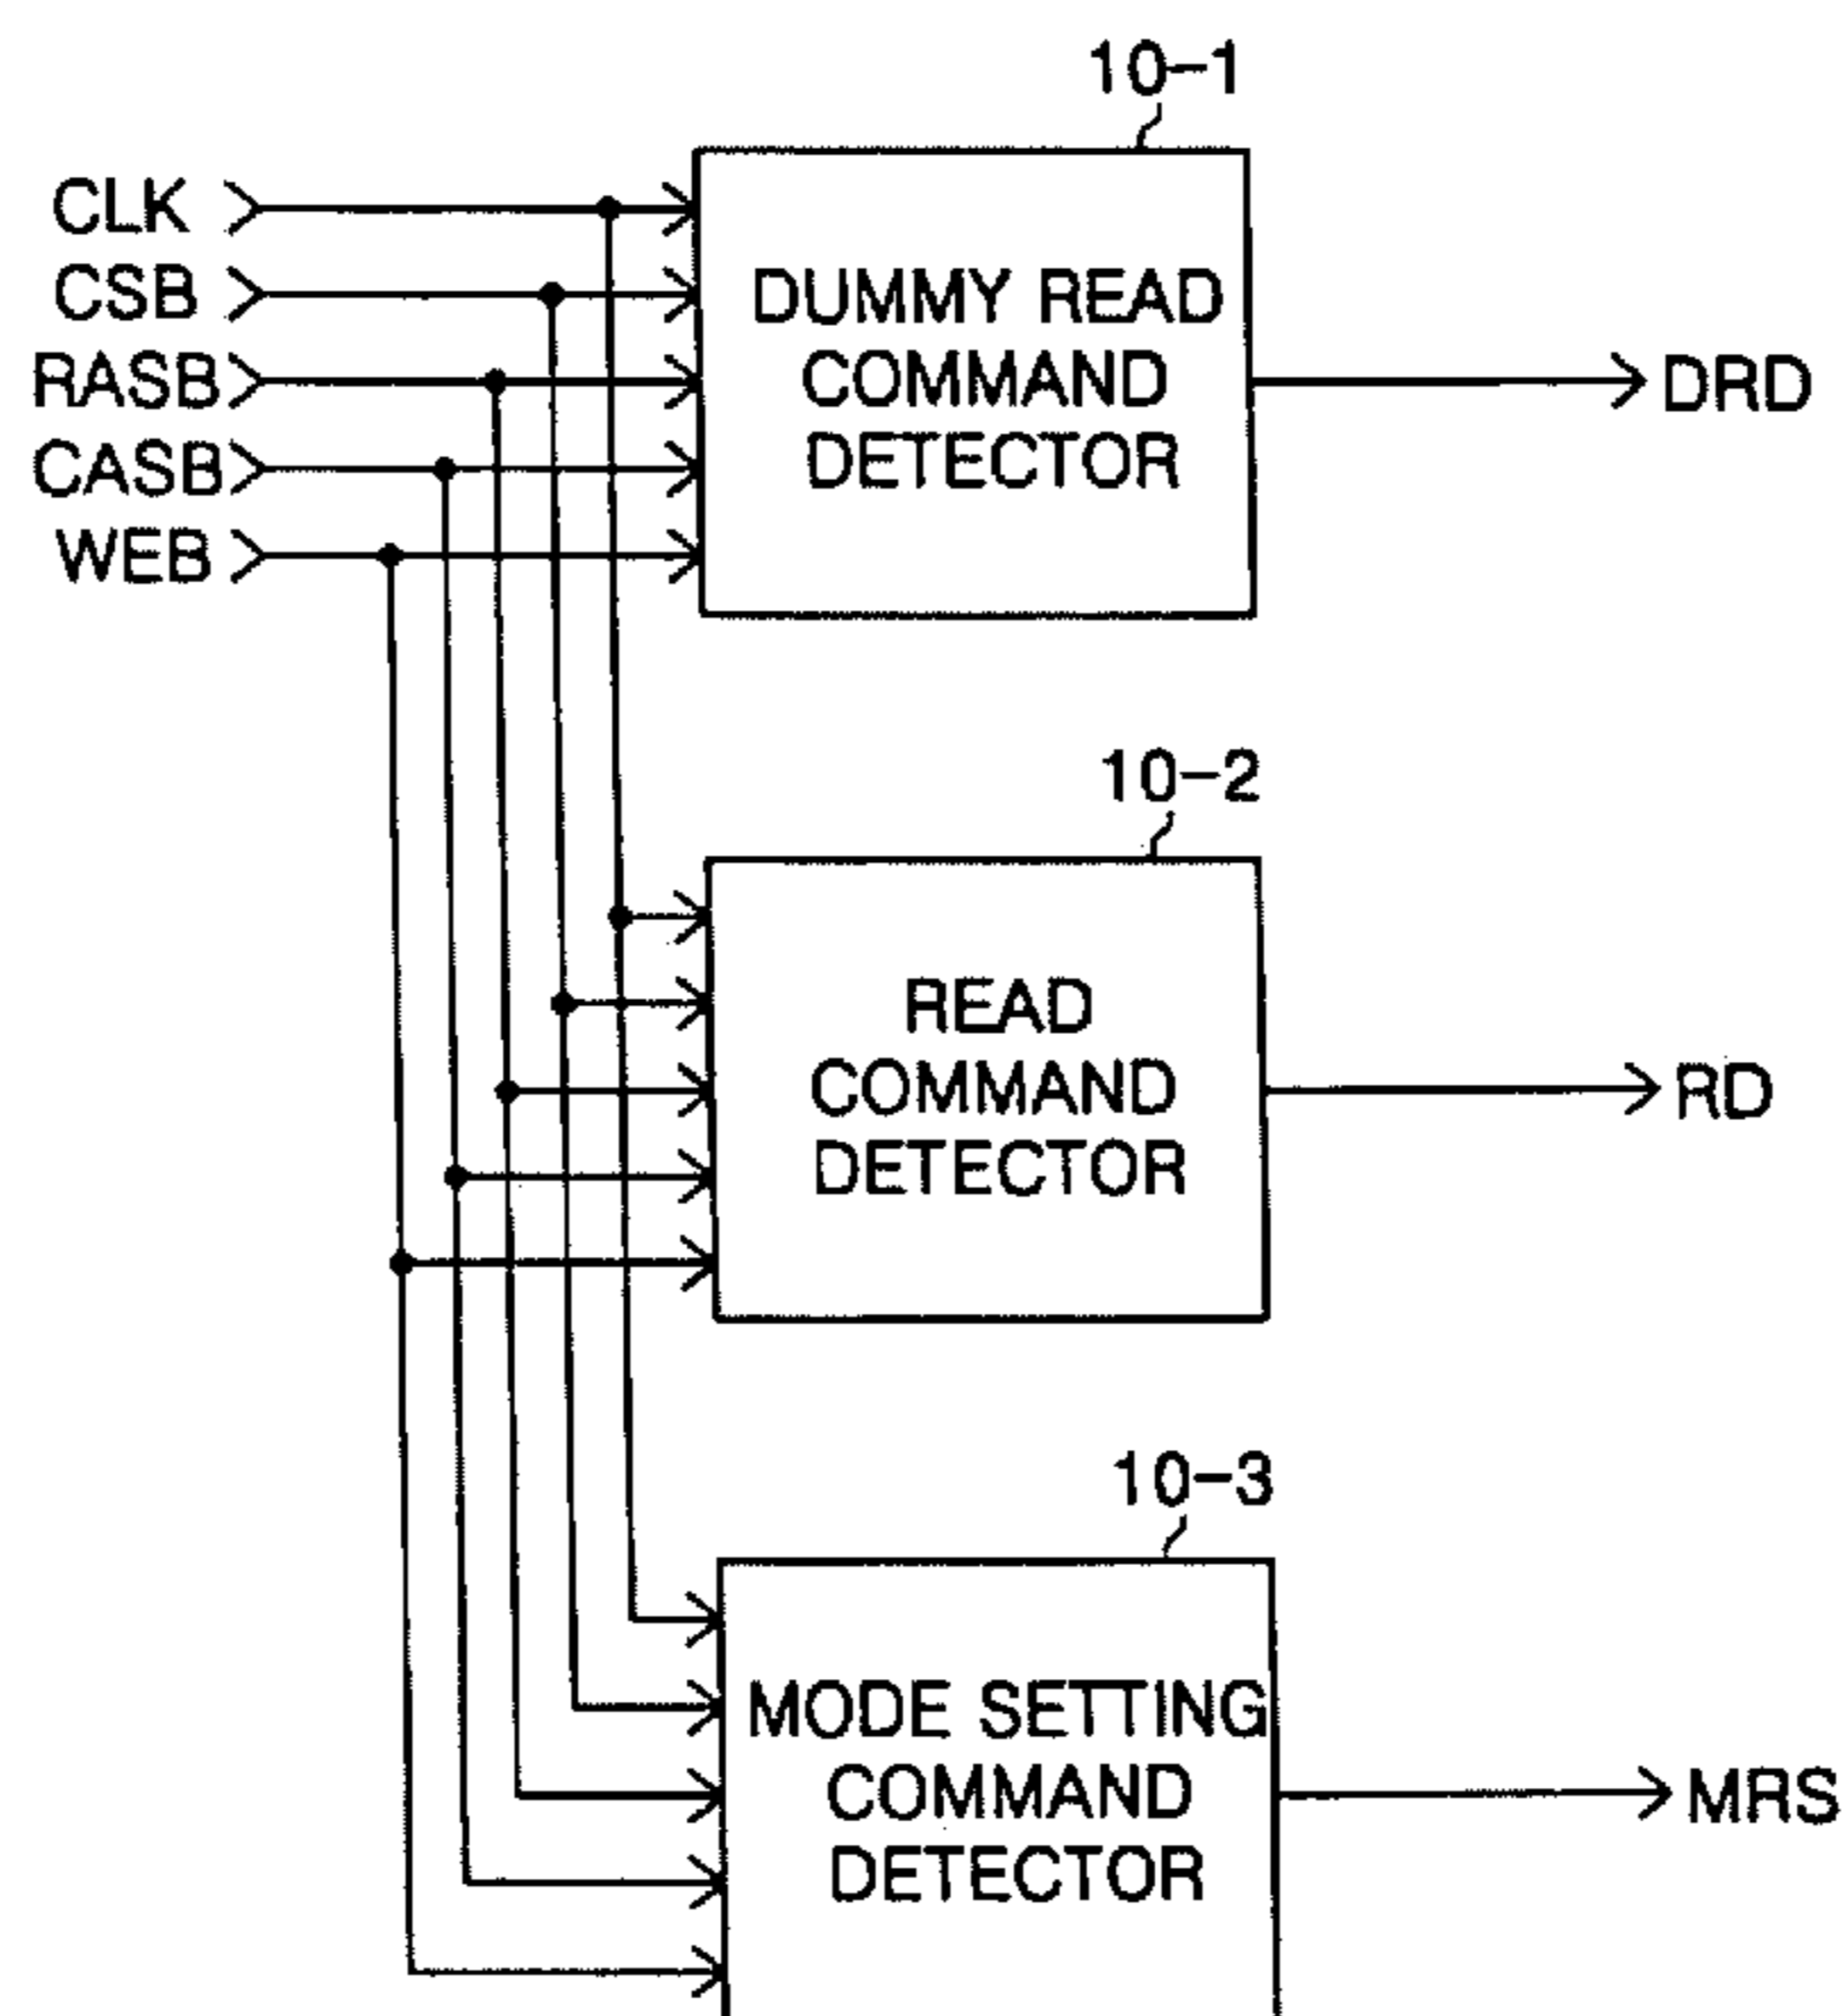 10-1
CLK
CSB
RASB
CASB
WEB
DUMMY READ
COMMAND
DETECTOR
DRD
10-2
READ
COMMAND
DETECTOR
RD
10-3
MODE SETTING
COMMAND
DETECTOR
MRS